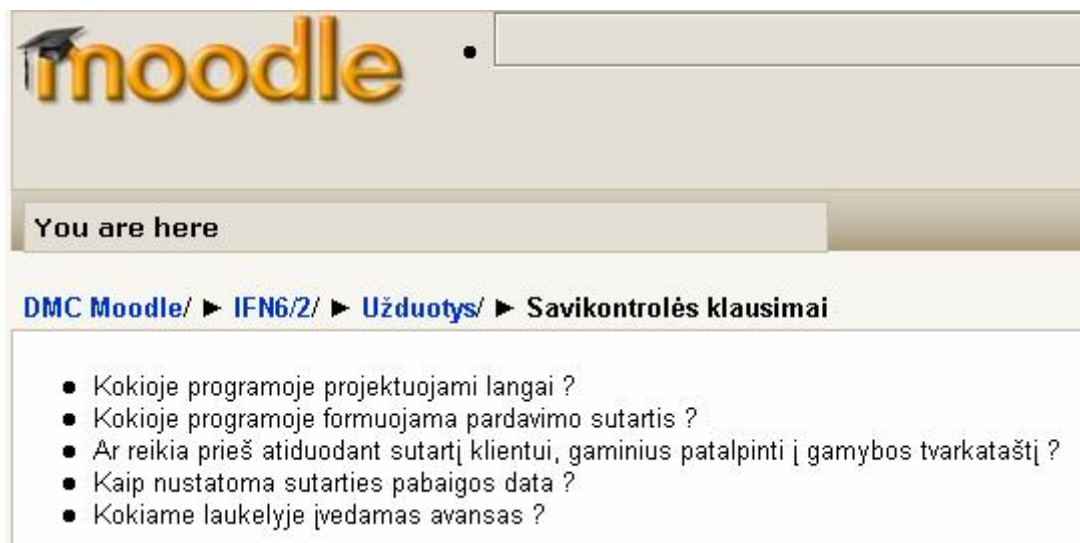 moodle
You are here
DMC Moodle/ ► IFN6/2/ ► Užduotys/ ► Savikontrolės klausimai
• Kokioje programoje projektuojami langai ?
• Kokioje programoje formuojama pardavimo sutartis ?
• Ar reikia prieš atiduodant sutartį klientui, gaminius patalpinti į gamybos tvarkataštį ?
• Kaip nustatoma sutarties pabaigos data ?
• Kokiame laukelyje įvedamas avansas ?